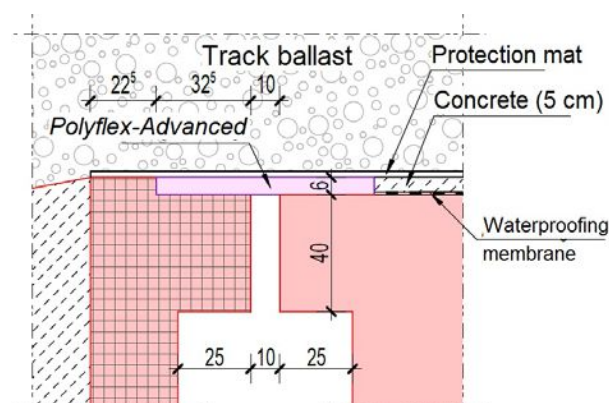 Track ballast
Protection mat
22⁵ 32⁵ 10
Concrete (5 cm)
Polyflex-Advanced
6
Waterproofing
membrane
40
25 10 25